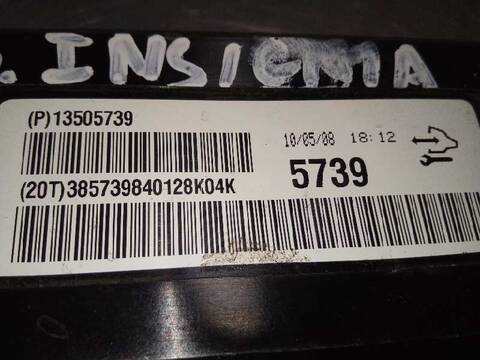 . INSIGNIA
(P)13505739
10/05/08 18:12
5739
(20T)385739840128K04K